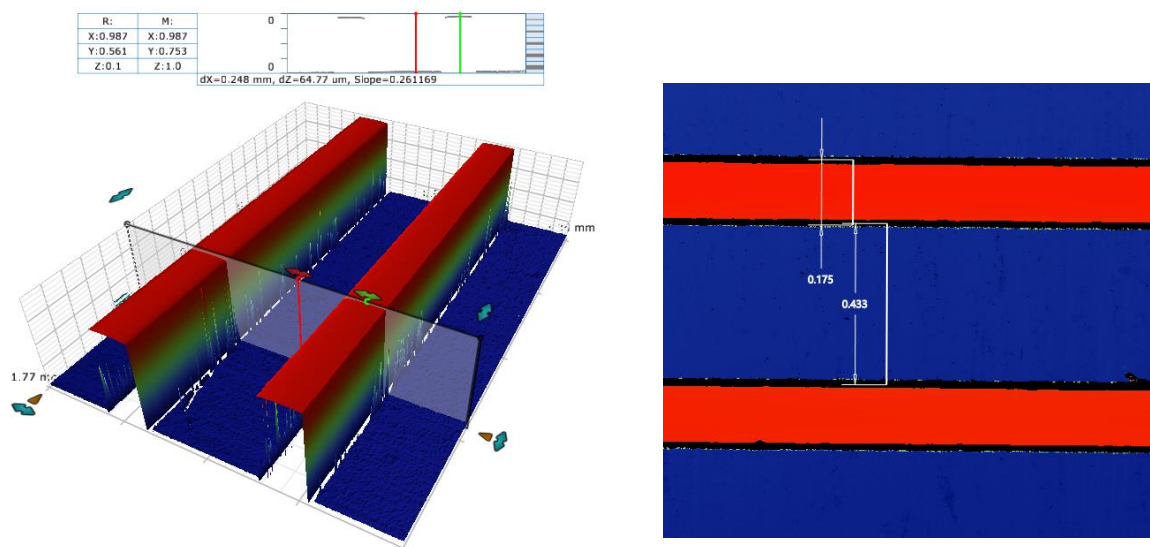 R: M:
X:0.987 X:0.987
Y:0.561 Y:0.753
Z:0.1 Z:1.0
0
0
dX=0.248 mm, dZ=64.77 um, Slope=0.261169
mm
1.77
0.175
0.433